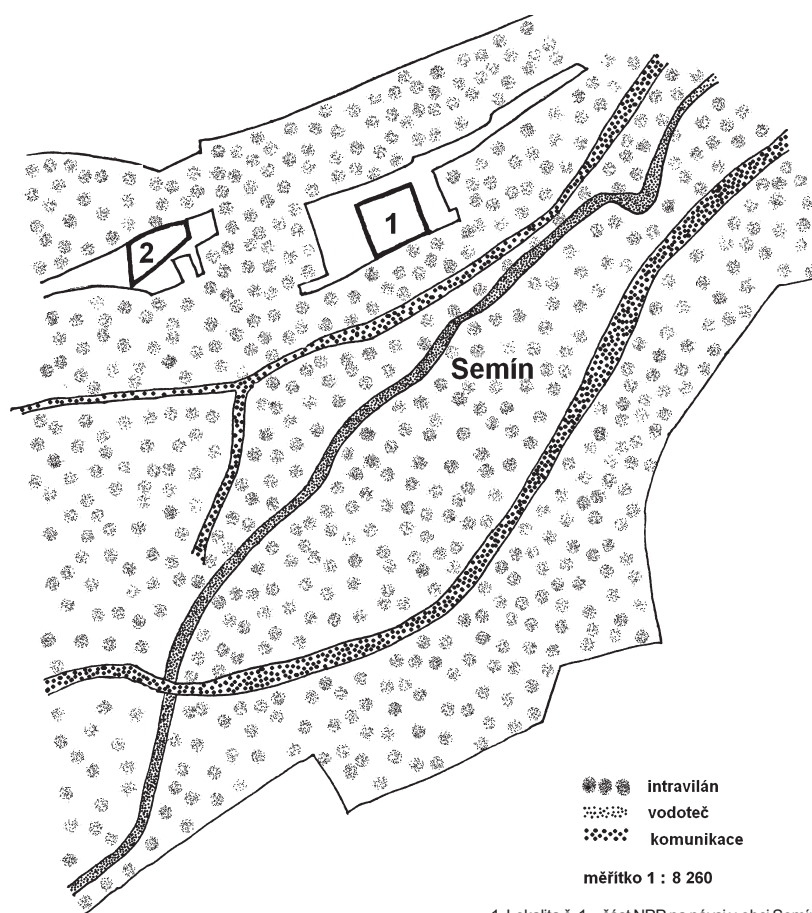 1
2
Semín
intravilán
vodoteč
komunikace
měřítko 1 : 8 260